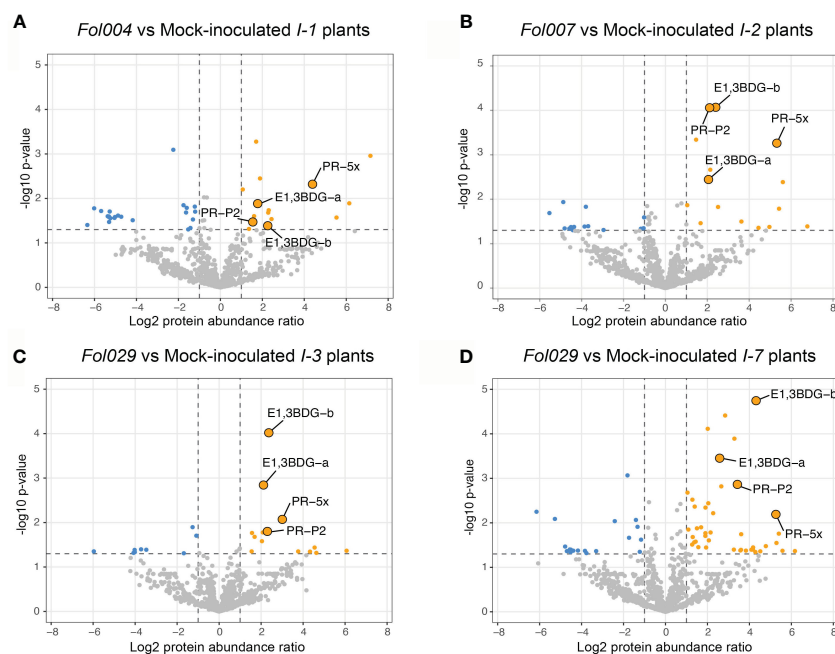 A
Fol004 vs Mock-inoculated I-1 plants
5
4
3
2
1
0
-log10 p-value
PR−5x
E1,3BDG−a
PR−P2
E1,3BDG−b
−8
−6
−4
−2
0
2
4
6
8
Log2 protein abundance ratio
B
Fol007 vs Mock-inoculated I-2 plants
5
4
3
2
1
0
-log10 p-value
E1,3BDG−b
PR−P2
PR−5x
E1,3BDG−a
−8
−6
−4
−2
0
2
4
6
8
Log2 protein abundance ratio
C
Fol029 vs Mock-inoculated I-3 plants
5
4
3
2
1
0
-log10 p-value
E1,3BDG−b
E1,3BDG−a
PR−5x
PR−P2
−8
−6
−4
−2
0
2
4
6
8
Log2 protein abundance ratio
D
Fol029 vs Mock-inoculated I-7 plants
5
4
3
2
1
0
-log10 p-value
E1,3BDG−b
E1,3BDG−a
PR−P2
PR−5x
−8
−6
−4
−2
0
2
4
6
8
Log2 protein abundance ratio